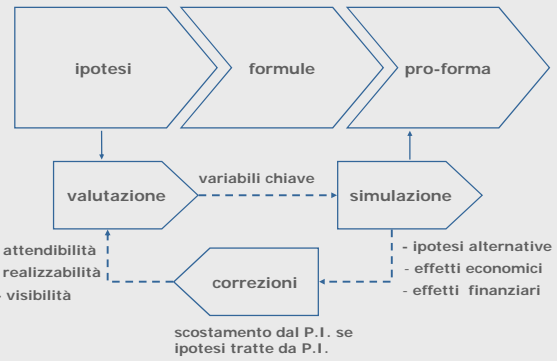 ipotesi
formule
pro-forma
valutazione
variabili chiave
simulazione
attendibilità
realizzabilità
- visibilità
correzioni
- ipotesi alternative
- effetti economici
- effetti finanziari
scostamento dal P.I. se
ipotesi tratte da P.I.